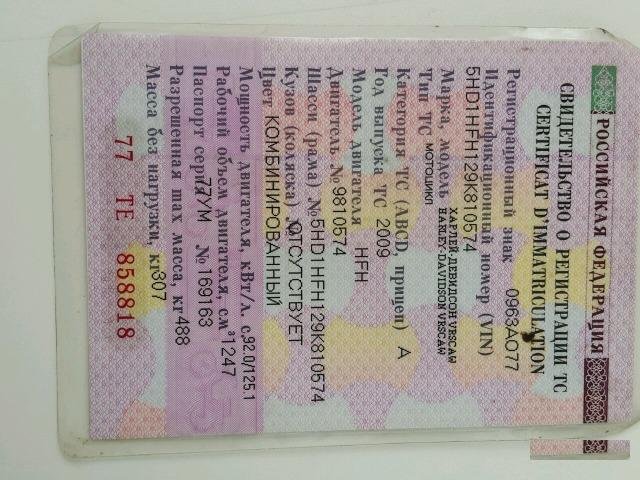 РОССИЙСКАЯ ФЕДЕРАЦИЯ
СВИДЕТЕЛЬСТВО О РЕГИСТРАЦИИ ТС
CERTIFICAT D'IMMATRICULATION
Регистрационный знак 0963АО77
Идентификационный номер (VIN)
5HD1HFH129K810574
Марка, модель ХАРЛЕЙ-ДЕВИДСОН VRSCAW
HARLEY-DAVIDSON VRSCAW
Тип ТС МОТОЦИКЛ
Категория ТС (ABCD, прицеп) А
Год выпуска ТС 2009
Модель двигателя HFH
Двигатель № 9810574
Шасси (рама) № 5HD1HFH129K810574
Кузов (коляска) № ОТСУТСТВУЕТ
Цвет КОМБИНИРОВАННЫЙ
Мощность двигателя, кВт/л. с. 92.0/125.1
Рабочий объем двигателя, см³ 1247
Паспорт серия 77УМ № 169163
Разрешенная max масса, кг 488
Масса без нагрузки, кг 307
77 ТЕ 858818